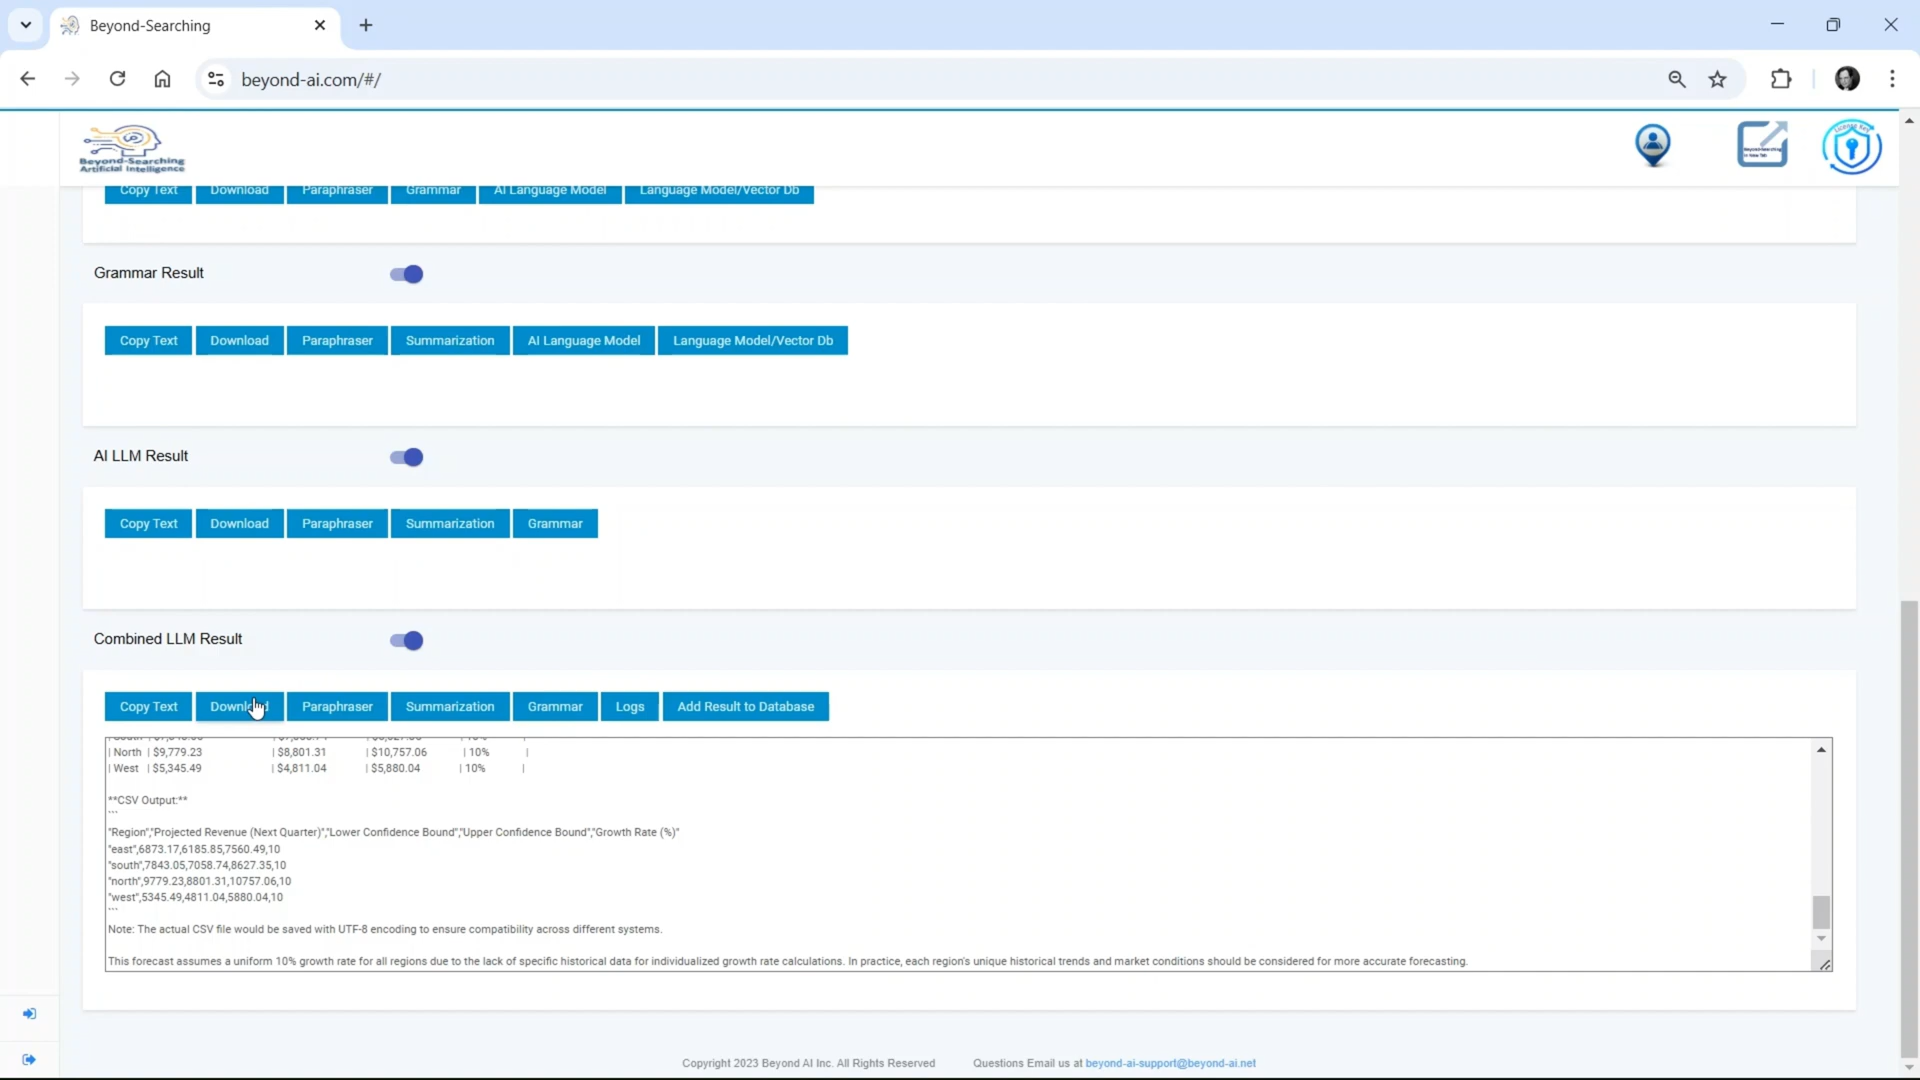 Beyond-Searching
beyond-ai.com/#/
Beyond-Searching
Artificial Intelligence
License Key
Copy Text Download Paraphraser Grammar AI Language Model Language Model/Vector Db
Grammar Result
Copy Text Download Paraphraser Summarization AI Language Model Language Model/Vector Db
AI LLM Result
Copy Text Download Paraphraser Summarization Grammar
Combined LLM Result
Copy Text Download Paraphraser Summarization Grammar Logs Add Result to Database
| North | $9,779.23 | $8,801.31 | $10,757.06 | 10% |
| West | $5,345.49 | $4,811.04 | $5,880.04 | 10% |
**CSV Output:**
```
"Region","Projected Revenue (Next Quarter)","Lower Confidence Bound","Upper Confidence Bound","Growth Rate (%)"
"east",6873.17,6185.85,7560.49,10
"south",7843.05,7058.74,8627.35,10
"north",9779.23,8801.31,10757.06,10
"west",5345.49,4811.04,5880.04,10
```
Note: The actual CSV file would be saved with UTF-8 encoding to ensure compatibility across different systems.
This forecast assumes a uniform 10% growth rate for all regions due to the lack of specific historical data for individualized growth rate calculations. In practice, each region's unique historical trends and market conditions should be considered for more accurate forecasting.
Copyright 2023 Beyond AI Inc. All Rights Reserved Questions Email us at beyond-ai-support@beyond-ai.net